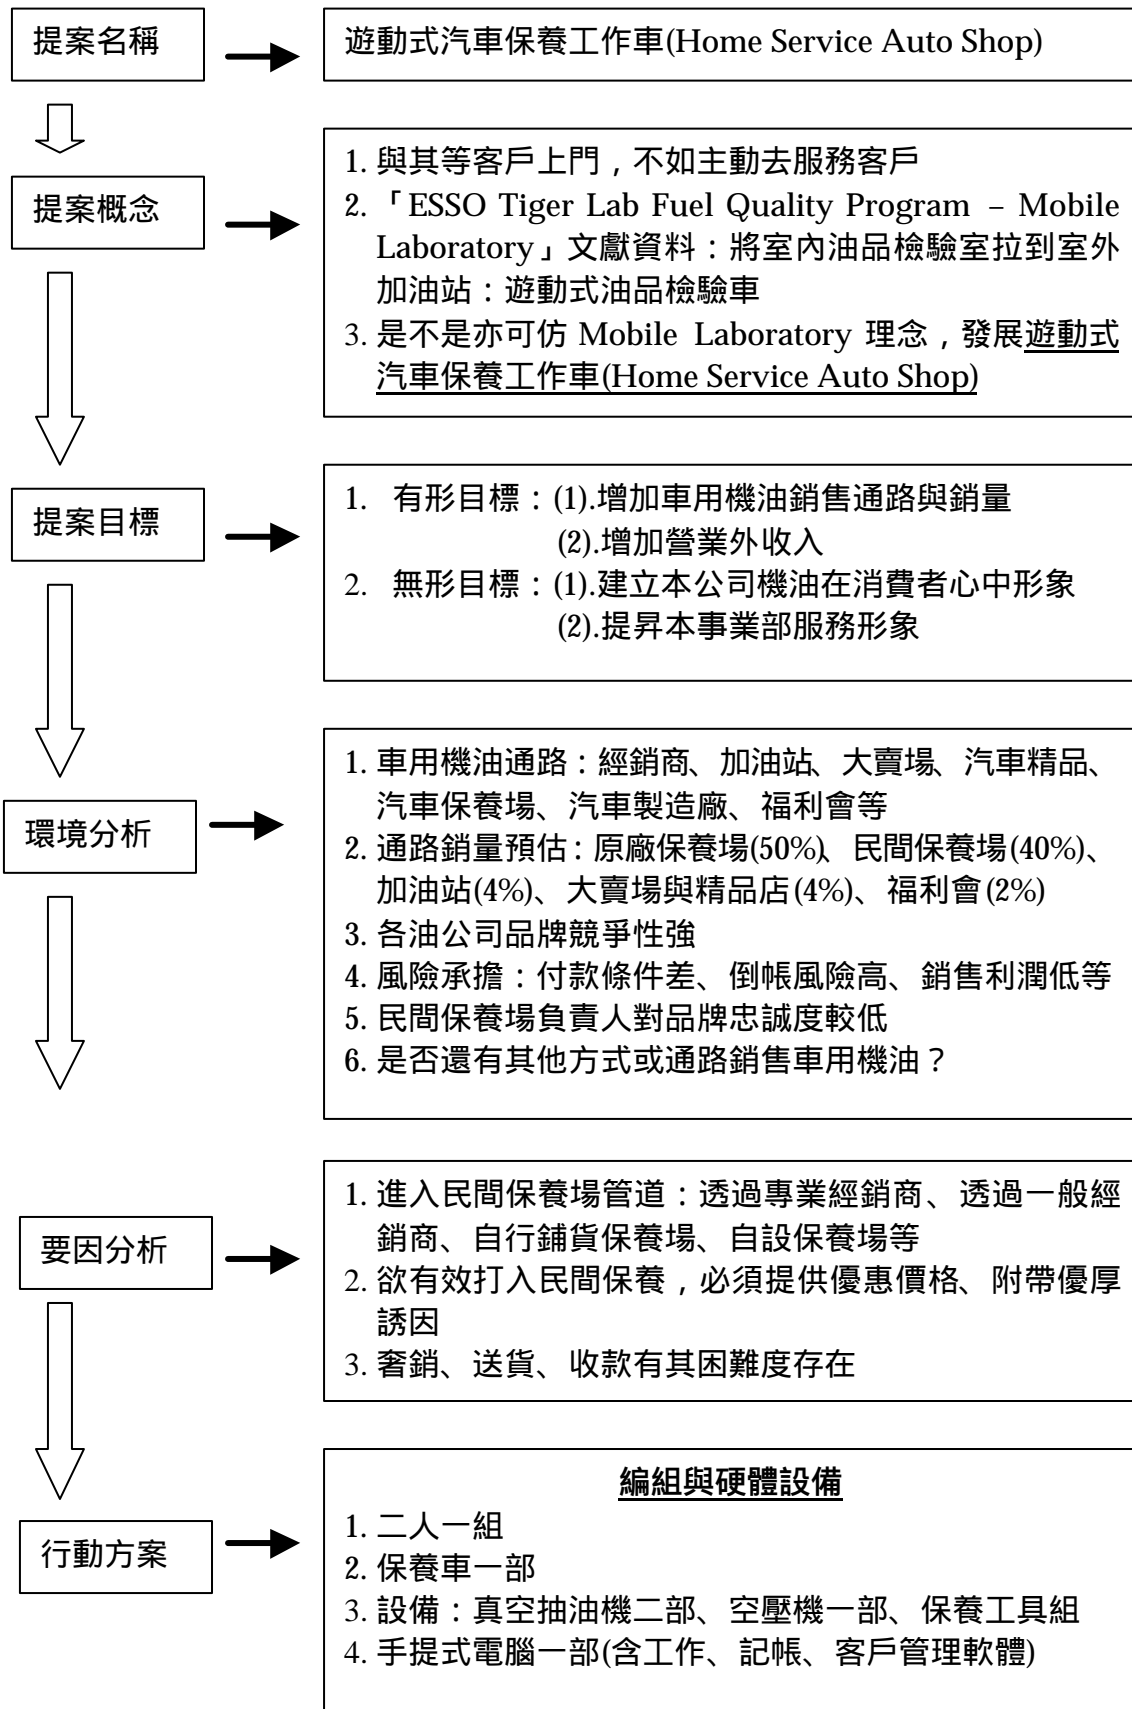 提案名稱
遊動式汽車保養工作車(Home Service Auto Shop)
提案概念
1. 與其等客戶上門，不如主動去服務客戶
2. 「ESSO Tiger Lab Fuel Quality Program – Mobile
Laboratory」文獻資料：將室內油品檢驗室拉到室外
加油站：遊動式油品檢驗車
3. 是不是亦可仿 Mobile Laboratory 理念，發展遊動式
汽車保養工作車(Home Service Auto Shop)
提案目標
1. 有形目標：(1).增加車用機油銷售通路與銷量
(2).增加營業外收入
2. 無形目標：(1).建立本公司機油在消費者心中形象
(2).提昇本事業部服務形象
環境分析
1. 車用機油通路：經銷商、加油站、大賣場、汽車精品、
汽車保養場、汽車製造廠、福利會等
2. 通路銷量預估：原廠保養場(50%)、民間保養場(40%)、
加油站(4%)、大賣場與精品店(4%)、福利會(2%)
3. 各油公司品牌競爭性強
4. 風險承擔：付款條件差、倒帳風險高、銷售利潤低等
5. 民間保養場負責人對品牌忠誠度較低
6. 是否還有其他方式或通路銷售車用機油？
要因分析
1. 進入民間保養場管道：透過專業經銷商、透過一般經
銷商、自行鋪貨保養場、自設保養場等
2. 欲有效打入民間保養，必須提供優惠價格、附帶優厚
誘因
3. 奢銷、送貨、收款有其困難度存在
行動方案
編組與硬體設備
1. 二人一組
2. 保養車一部
3. 設備：真空抽油機二部、空壓機一部、保養工具組
4. 手提式電腦一部(含工作、記帳、客戶管理軟體)